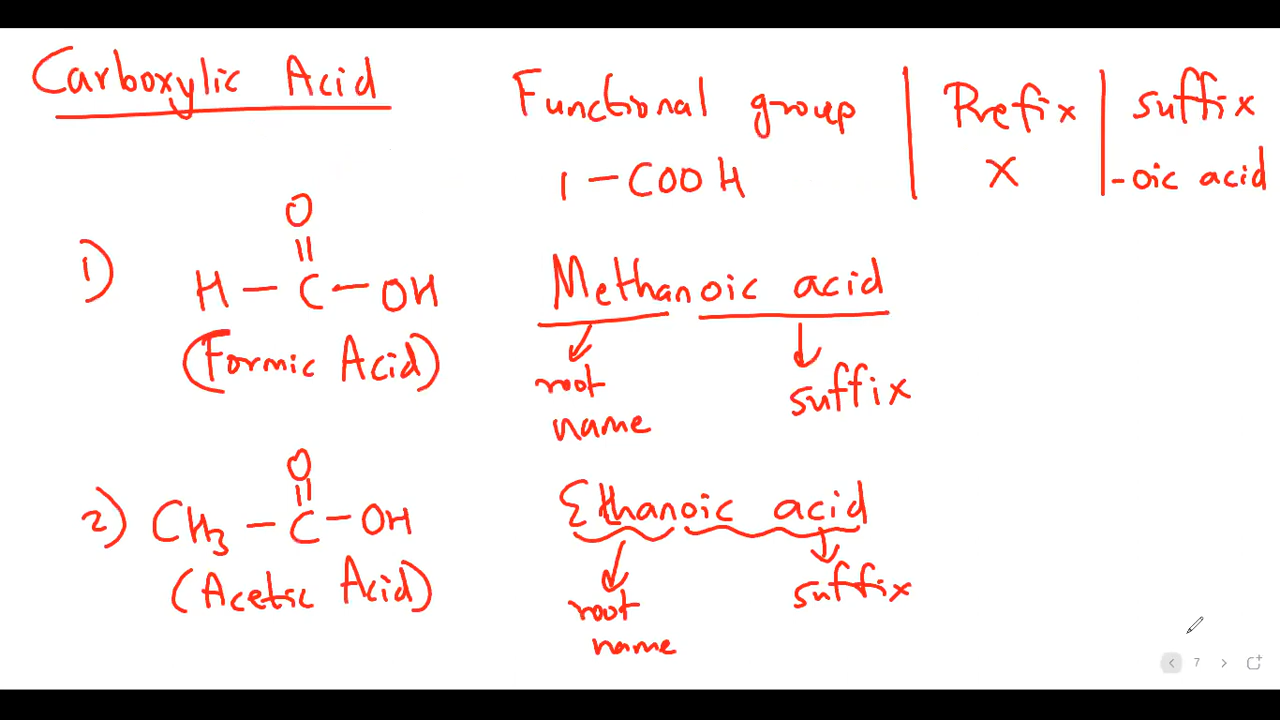 Carboxylic Acid
Functional group | Prefix | suffix
1 -COOH X -oic acid
1) H - C - OH
O
||
(Formic Acid)
Methanoic acid
root name
suffix
2) CH3 - C - OH
O
||
(Acetic Acid)
Ethanoic acid
root name
suffix
7